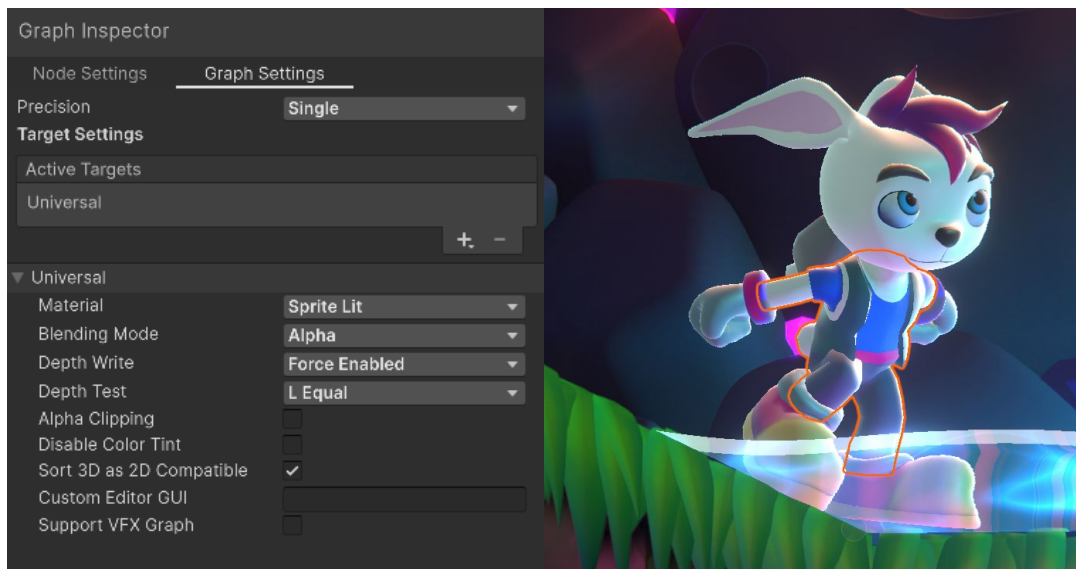 Graph Inspector
Node Settings Graph Settings
Precision Single
Target Settings
Active Targets
Universal
Universal
Material Sprite Lit
Blending Mode Alpha
Depth Write Force Enabled
Depth Test L Equal
Alpha Clipping
Disable Color Tint
Sort 3D as 2D Compatible
Custom Editor GUI
Support VFX Graph